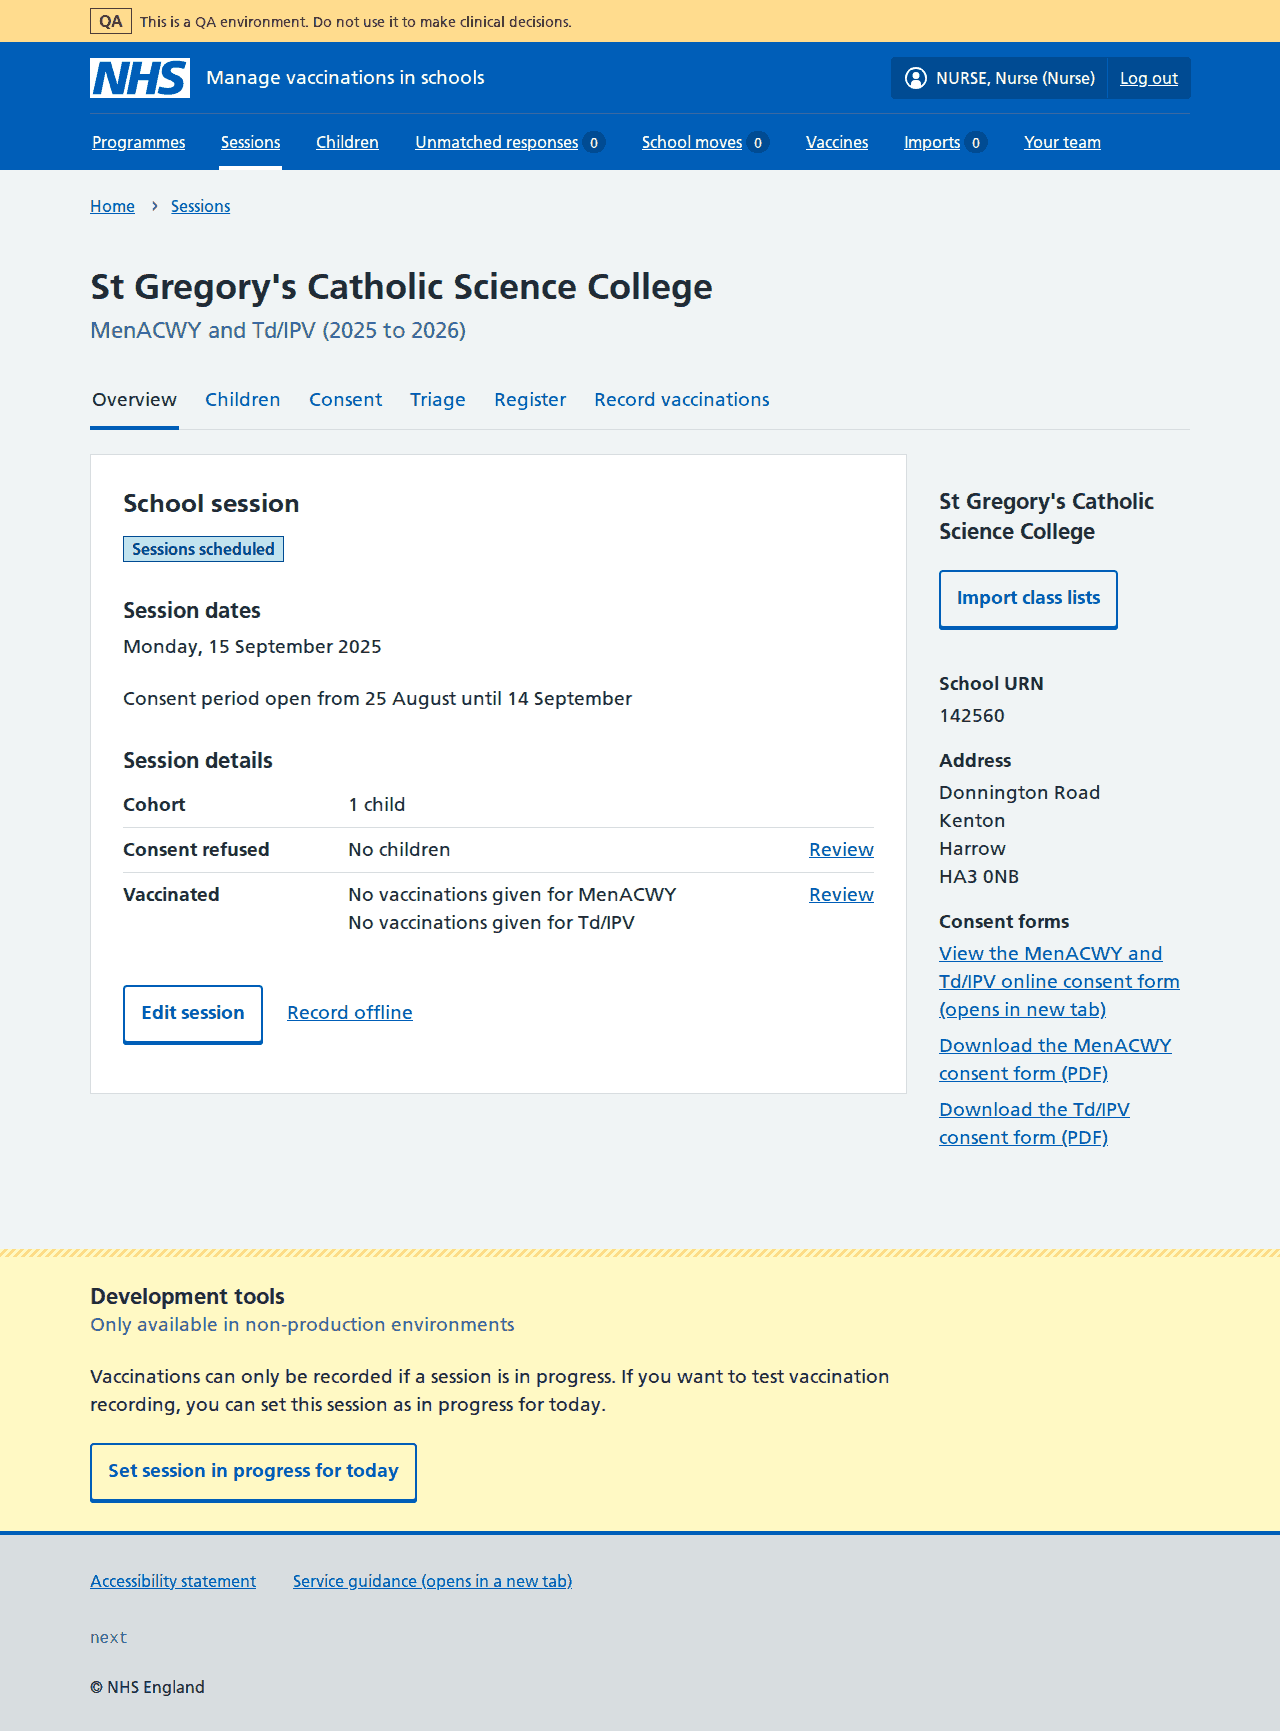 QA This is a QA environment. Do not use it to make clinical decisions.
NHS Manage vaccinations in schools NURSE, Nurse (Nurse) Log out
Programmes Sessions Children Unmatched responses 0 School moves 0 Vaccines Imports 0 Your team
Home › Sessions
St Gregory's Catholic Science College
MenACWY and Td/IPV (2025 to 2026)
Overview Children Consent Triage Register Record vaccinations
School session
Sessions scheduled
Session dates
Monday, 15 September 2025
Consent period open from 25 August until 14 September
Session details
Cohort 1 child
Consent refused No children Review
Vaccinated No vaccinations given for MenACWY Review
No vaccinations given for Td/IPV
Edit session Record offline
St Gregory's Catholic
Science College
Import class lists
School URN
142560
Address
Donnington Road
Kenton
Harrow
HA3 0NB
Consent forms
View the MenACWY and
Td/IPV online consent form
(opens in new tab)
Download the MenACWY
consent form (PDF)
Download the Td/IPV
consent form (PDF)
Development tools
Only available in non-production environments
Vaccinations can only be recorded if a session is in progress. If you want to test vaccination
recording, you can set this session as in progress for today.
Set session in progress for today
Accessibility statement Service guidance (opens in a new tab)
next
© NHS England